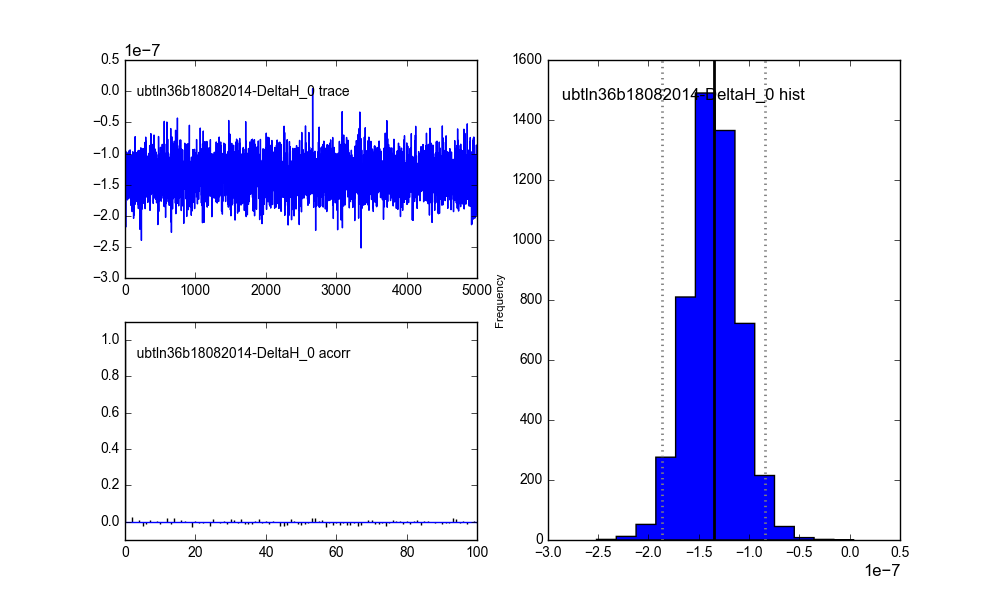 1e−7
0.5
0.0
−0.5
−1.0
−1.5
−2.0
−2.5
−3.0
ubtln36b18082014-DeltaH_0 trace
0 1000 2000 3000 4000 5000
1.0
0.8
0.6
0.4
0.2
0.0
ubtln36b18082014-DeltaH_0 acorr
0 20 40 60 80 100
Frequency
1600
1400
1200
1000
800
600
400
200
0
ubtln36b18082014-DeltaH_0 hist
−3.0 −2.5 −2.0 −1.5 −1.0 −0.5 0.0 0.5
1e−7